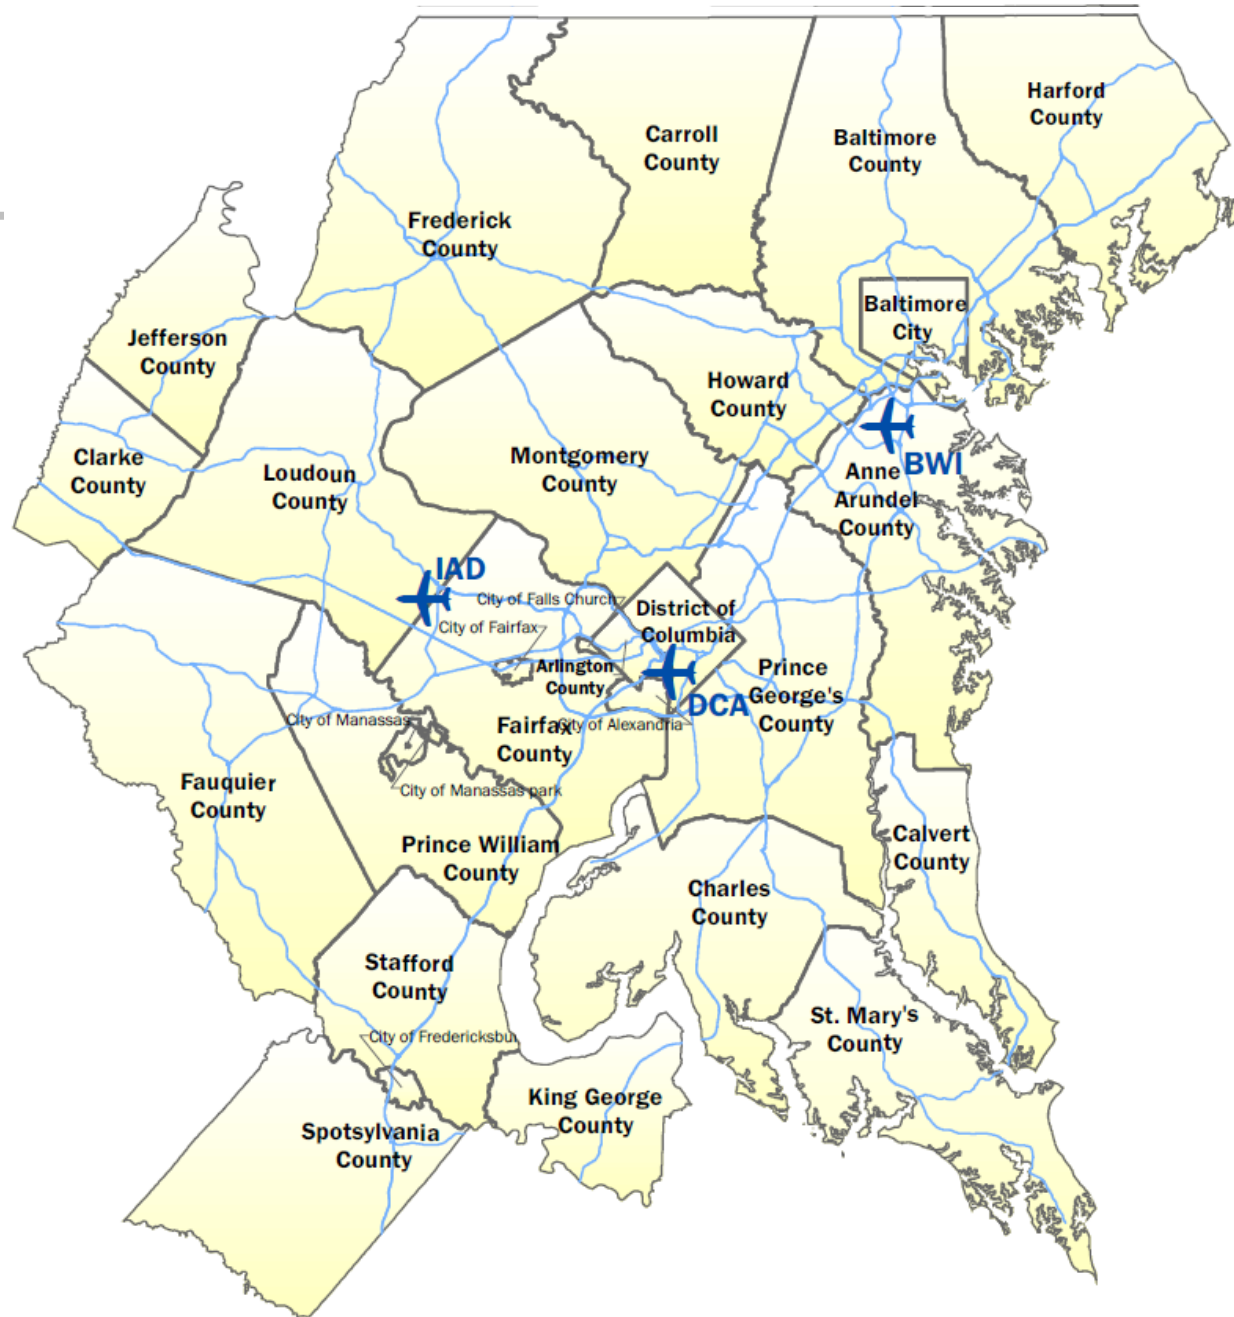 Harford
County
Carroll
County
Baltimore
County
Frederick
County
Baltimore
City
Jefferson
County
Howard
County
Montgomery
County
Clarke
County
Loudoun
County
BWI
Anne
Arundel
County
IAD
City of Falls Church
District of
Columbia
City of Fairfax
Arlington
County
Prince
George's
County
DCA
City of Manassas
City of Alexandria
Fairfax
County
Fauquier
County
City of Manassas park
Prince William
County
Calvert
County
Charles
County
Stafford
County
St. Mary's
County
City of Fredericksbur
King George
County
Spotsylvania
County